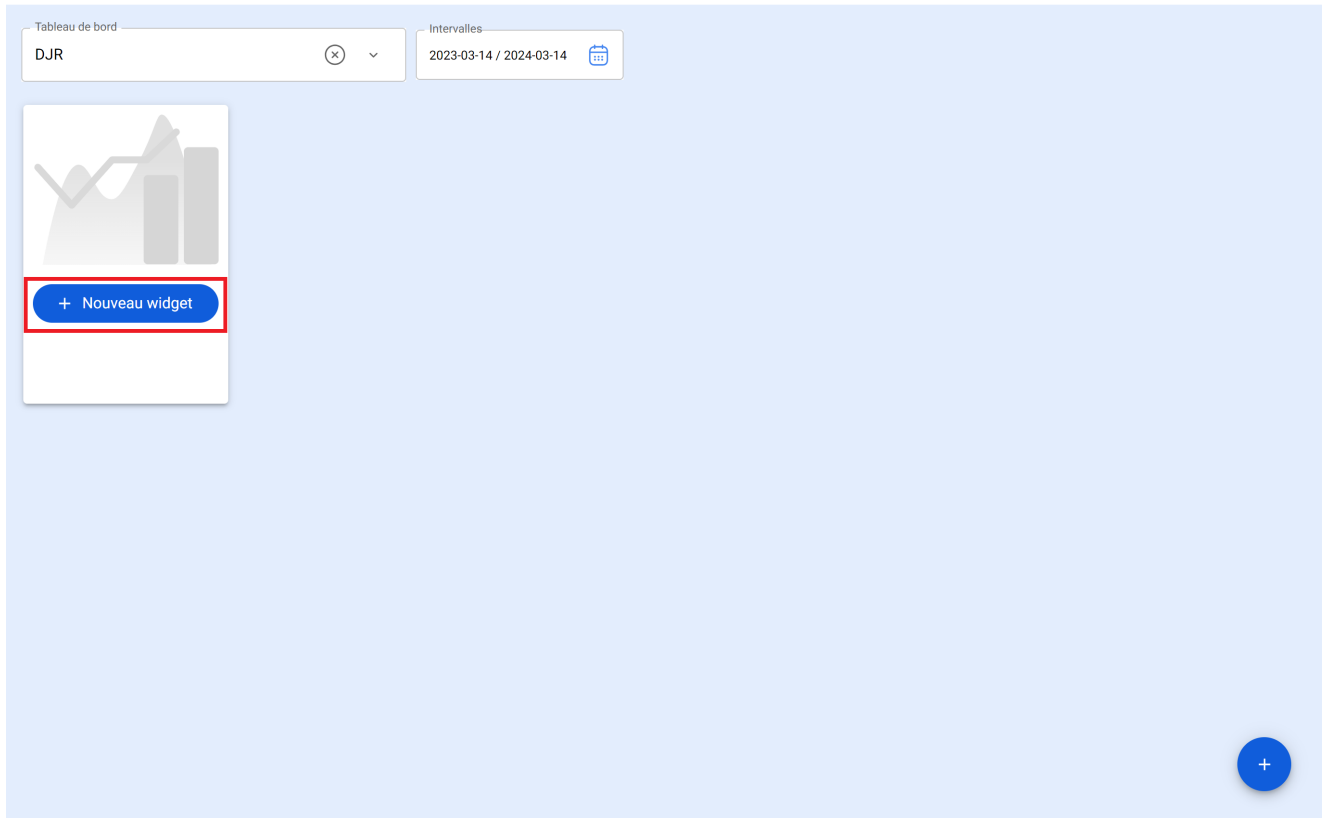 Tableau de bord
DJR
Intervalles
2023-03-14 / 2024-03-14
+ Nouveau widget
+